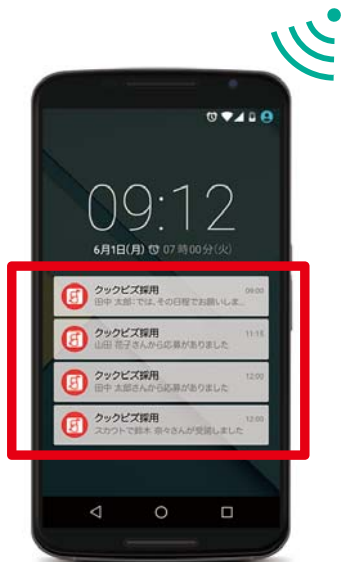 09:12
6月1日(月) 07時00分(火)
クックビズ採用 09:00
田中 太郎:では、その日程でお願いしま...
クックビズ採用 11:15
山田 花子さんから応募がありました
クックビズ採用 12:00
田中 太郎さんから応募がありました
クックビズ採用 12:00
スカウトで鈴木 奈々さんが受諾しました